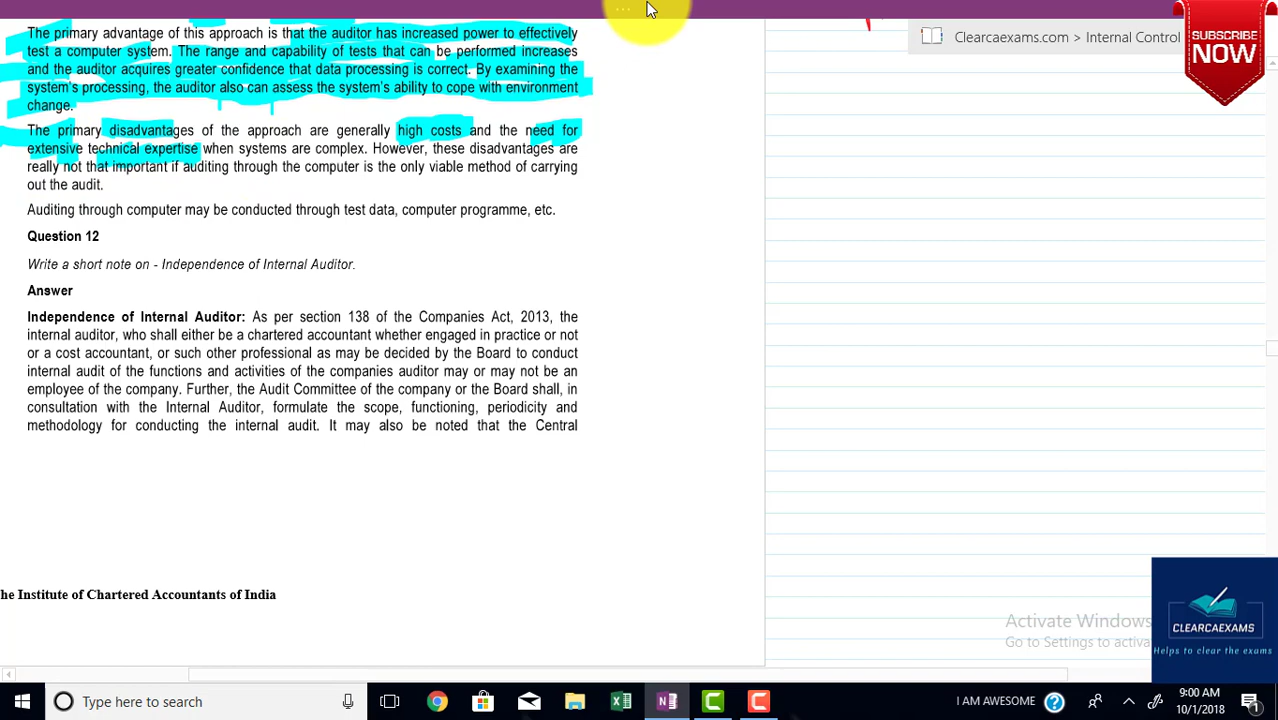 Clearcaexams.com > Internal Control
SUBSCRIBE
NOW
The primary advantage of this approach is that the auditor has increased power to effectively
test a computer system. The range and capability of tests that can be performed increases
and the auditor acquires greater confidence that data processing is correct. By examining the
system's processing, the auditor also can assess the system's ability to cope with environment
change.
The primary disadvantages of the approach are generally high costs and the need for
extensive technical expertise when systems are complex. However, these disadvantages are
really not that important if auditing through the computer is the only viable method of carrying
out the audit.
Auditing through computer may be conducted through test data, computer programme, etc.
Question 12
Write a short note on - Independence of Internal Auditor.
Answer
Independence of Internal Auditor: As per section 138 of the Companies Act, 2013, the
internal auditor, who shall either be a chartered accountant whether engaged in practice or not
or a cost accountant, or such other professional as may be decided by the Board to conduct
internal audit of the functions and activities of the companies auditor may or may not be an
employee of the company. Further, the Audit Committee of the company or the Board shall, in
consultation with the Internal Auditor, formulate the scope, functioning, periodicity and
methodology for conducting the internal audit. It may also be noted that the Central
he Institute of Chartered Accountants of India
Activate Windows
Go to Settings to activa
CLEARCAEXAMS
Helps to clear the exams
Type here to search
I AM AWESOME
9:00 AM
10/1/2018